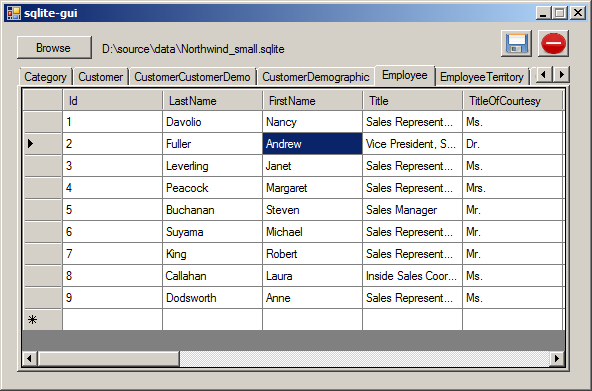 sqlite-gui
Browse D:\source\data\Northwind_small.sqlite
Category Customer CustomerCustomerDemo CustomerDemographic Employee EmployeeTerritory
Id LastName FirstName Title TitleOfCourtesy
1 Davolio Nancy Sales Represent... Ms.
2 Fuller Andrew Vice President, S... Dr.
3 Leverling Janet Sales Represent... Ms.
4 Peacock Margaret Sales Represent... Mrs.
5 Buchanan Steven Sales Manager Mr.
6 Suyama Michael Sales Represent... Mr.
7 King Robert Sales Represent... Mr.
8 Callahan Laura Inside Sales Coor... Ms.
9 Dodsworth Anne Sales Represent... Ms.